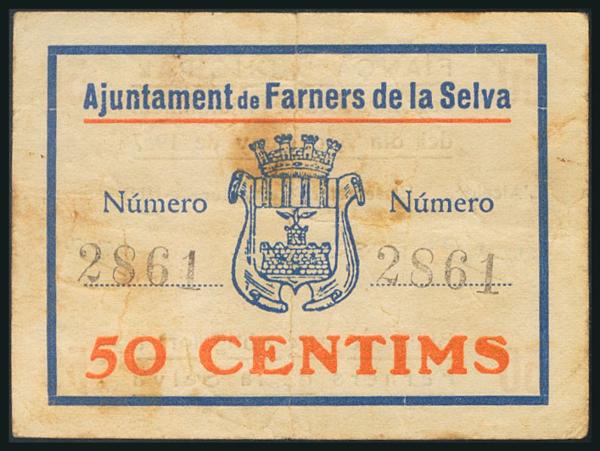 Ajuntament de Farners de la Selva
Número Número
2861 2861
50 CENTIMS